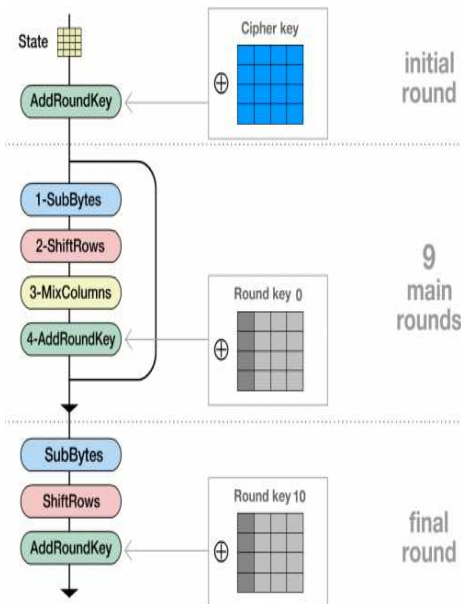 State
Cipher key
⊕
AddRoundKey
initial
round
1-SubBytes
2-ShiftRows
3-MixColumns
4-AddRoundKey
Round key 0
⊕
9
main
rounds
SubBytes
ShiftRows
AddRoundKey
Round key 10
⊕
final
round